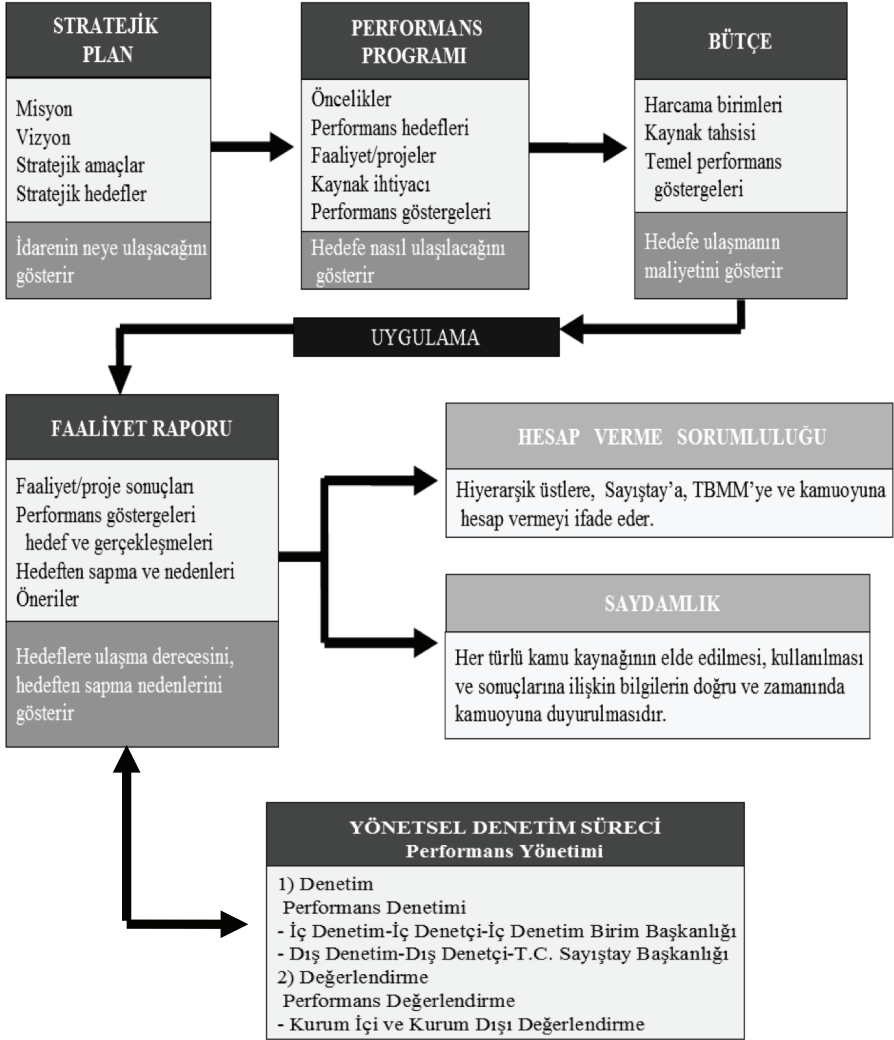 STRATEJİK
PLAN
Misyon
Vizyon
Stratejik amaçlar
Stratejik hedefler
İdarenin neye ulaşacağını
gösterir
PERFORMANS
PROGRAMI
Öncelikler
Performans hedefleri
Faaliyet/projeler
Kaynak ihtiyacı
Performans göstergeleri
Hedefe nasıl ulaşılacağını
gösterir
BÜTÇE
Harcama birimleri
Kaynak tahsisi
Temel performans
göstergeleri
Hedefe ulaşmanın
maliyetini gösterir
UYGULAMA
FAALİYET RAPORU
Faaliyet/proje sonuçları
Performans göstergeleri
hedef ve gerçekleşmeleri
Hedeften sapma ve nedenleri
Öneriler
Hedeflere ulaşma derecesini,
hedeften sapma nedenlerini
gösterir
HESAP VERME SORUMLULUĞU
Hiyerarşik üstlere, Sayıştay’a, TBMM’ye ve kamuoyuna
hesap vermeyi ifade eder.
SAYDAMLIK
Her türlü kamu kaynağının elde edilmesi, kullanılması
ve sonuçlarına ilişkin bilgilerin doğru ve zamanında
kamuoyuna duyurulmasıdır.
YÖNETSEL DENETİM SÜRECİ
Performans Yönetimi
1) Denetim
Performans Denetimi
- İç Denetim-İç Denetçi-İç Denetim Birim Başkanlığı
- Dış Denetim-Dış Denetçi-T.C. Sayıştay Başkanlığı
2) Değerlendirme
Performans Değerlendirme
- Kurum İçi ve Kurum Dışı Değerlendirme